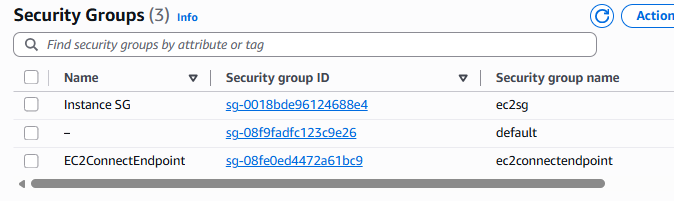 Security Groups (3) Info
Action
Find security groups by attribute or tag
Name Security group ID Security group name
Instance SG sg-0018bde96124688e4 ec2sg
– sg-08f9fadfc123c9e26 default
EC2ConnectEndpoint sg-08fe0ed4472a61bc9 ec2connectendpoint